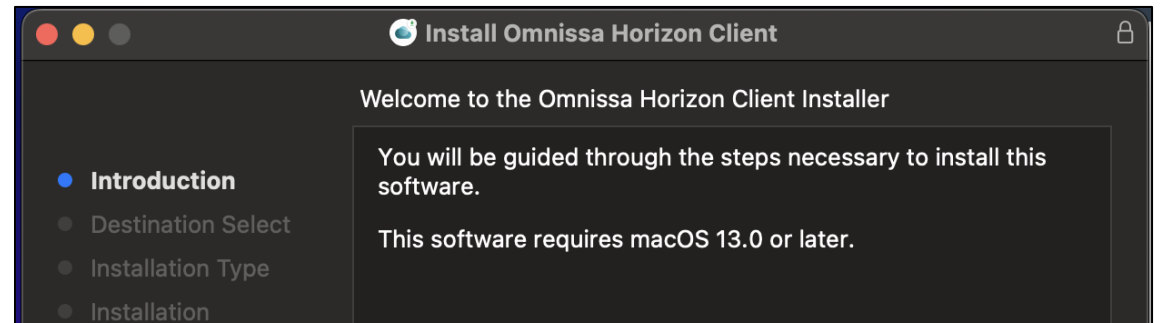 Install Omnissa Horizon Client
Welcome to the Omnissa Horizon Client Installer
Introduction
Destination Select
Installation Type
Installation
You will be guided through the steps necessary to install this
software.
This software requires macOS 13.0 or later.